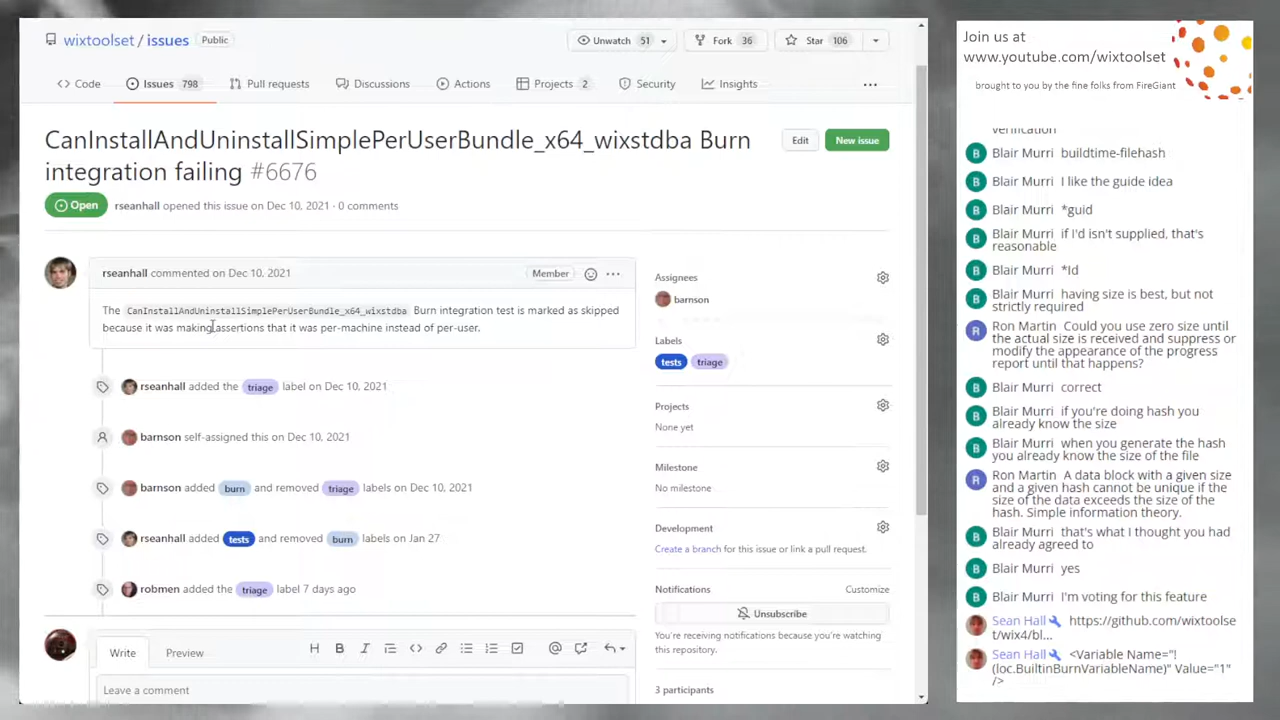 wixtoolset / issues Public
Unwatch 51
Fork 36
Star 106
Code
Issues 798
Pull requests
Discussions
Actions
Projects 2
Security
Insights
CanInstallAndUninstallSimplePerUserBundle_x64_wixstdba Burn
integration failing #6676
Edit
New issue
Open
rseanhall opened this issue on Dec 10, 2021 · 0 comments
rseanhall commented on Dec 10, 2021
Member
The CanInstallAndUninstallSimplePerUserBundle_x64_wixstdba Burn integration test is marked as skipped
because it was making assertions that it was per-machine instead of per-user.
rseanhall added the triage label on Dec 10, 2021
barnson self-assigned this on Dec 10, 2021
barnson added burn and removed triage labels on Dec 10, 2021
rseanhall added tests and removed burn labels on Jan 27
robmen added the triage label 7 days ago
Write
Preview
Leave a comment
Assignees
barnson
Labels
tests triage
Projects
None yet
Milestone
No milestone
Development
Create a branch for this issue or link a pull request.
Notifications
Customize
Unsubscribe
You're receiving notifications because you're watching
this repository.
3 participants
Join us at
www.youtube.com/wixtoolset
brought to you by the fine folks from FireGiant
verification
B Blair Murri buildtime-filehash
B Blair Murri I like the guide idea
B Blair Murri *guid
B Blair Murri if I'd isn't supplied, that's
reasonable
B Blair Murri *Id
B Blair Murri having size is best, but not
strictly required
R Ron Martin Could you use zero size until
the actual size is received and suppress or
modify the appearance of the progress
report until that happens?
B Blair Murri correct
B Blair Murri if you're doing hash you
already know the size
B Blair Murri when you generate the hash
you already know the size of the file
R Ron Martin A data block with a given size
and a given hash cannot be unique if the
size of the data exceeds the size of the
hash. Simple information theory.
B Blair Murri that's what I thought you had
already agreed to
B Blair Murri yes
B Blair Murri I'm voting for this feature
Sean Hall https://github.com/wixtoolse
t/wix4/bl...
Sean Hall <Variable Name="!
(loc.BuiltinBurnVariableName)" Value="1"
/>